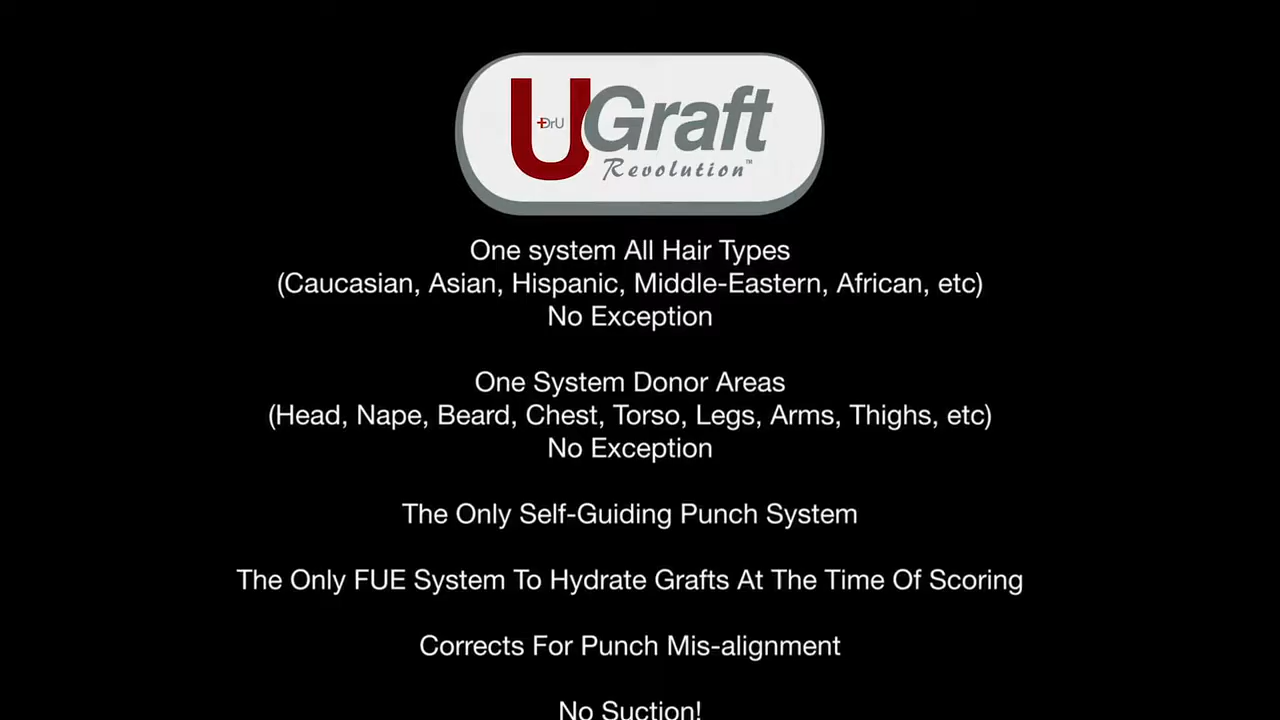 U Graft
DrU
Revolution™
One system All Hair Types
(Caucasian, Asian, Hispanic, Middle-Eastern, African, etc)
No Exception
One System Donor Areas
(Head, Nape, Beard, Chest, Torso, Legs, Arms, Thighs, etc)
No Exception
The Only Self-Guiding Punch System
The Only FUE System To Hydrate Grafts At The Time Of Scoring
Corrects For Punch Mis-alignment
No Suction!